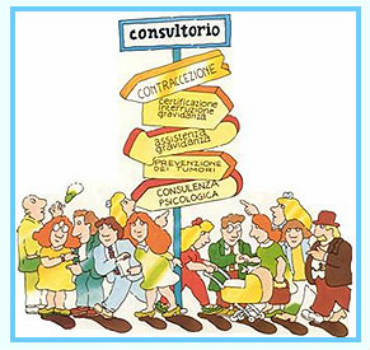 consultorio
CONTRACCEZIONE
certificazione
interruzione
gravidanza
assistenza
gravidanza
PREVENZIONE
DEI TUMORI
CONSULENZA
PSICOLOGICA